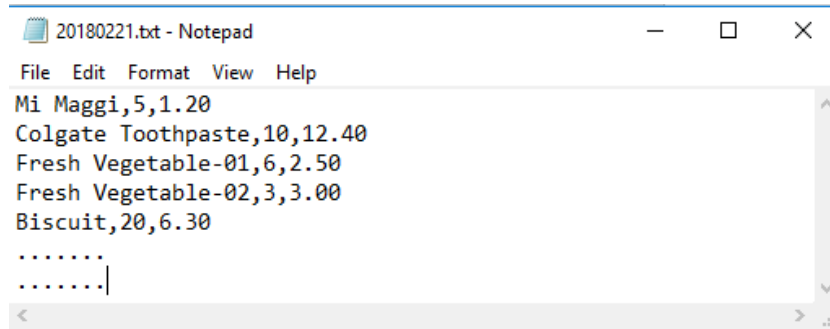 20180221.txt - Notepad
File Edit Format View Help
Mi Maggi,5,1.20
Colgate Toothpaste,10,12.40
Fresh Vegetable-01,6,2.50
Fresh Vegetable-02,3,3.00
Biscuit,20,6.30
.......
.......